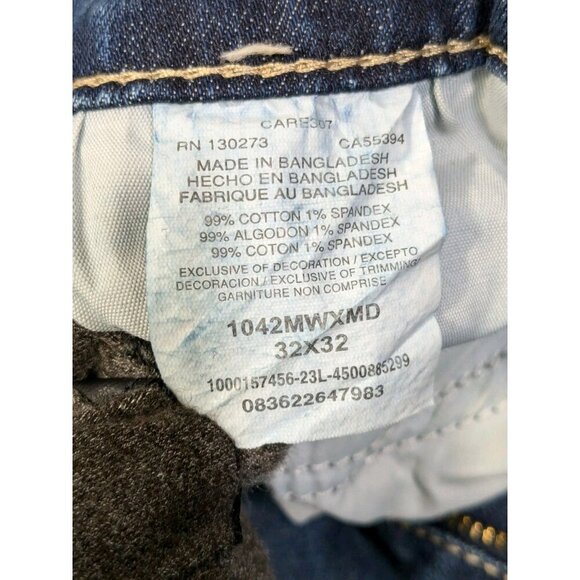 CARE307
RN 130273 CA55394
MADE IN BANGLADESH
HECHO EN BANGLADESH
FABRIQUE AU BANGLADESH
99% COTTON 1% SPANDEX
99% ALGODON 1% SPANDEX
99% COTON 1% SPANDEX
EXCLUSIVE OF DECORATION / EXCEPTO
DECORACION / EXCLUSIVE OF TRIMMING/
GARNITURE NON COMPRISE
1042MWXMD
32X32
1000157456-23L-4500885299
083622647983